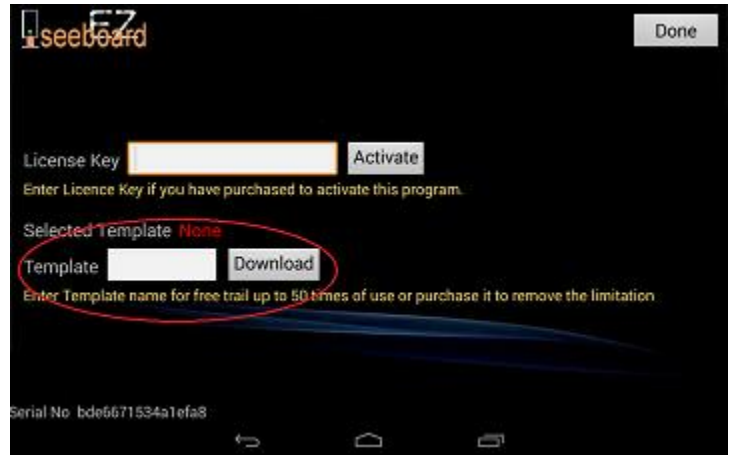 iseeboard EZ
Done
License Key
Activate
Enter Licence Key if you have purchased to activate this program.
Selected Template None
Template
Download
Enter Template name for free trail up to 50 times of use or purchase it to remove the limitation
Serial No bde6671534a1efa8